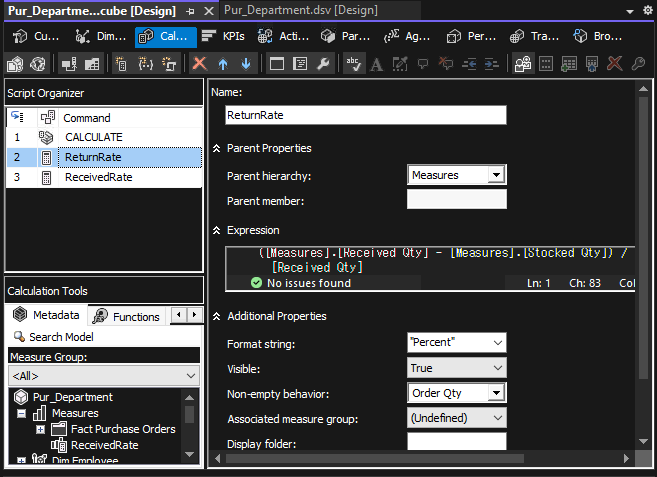 Pur_Departme...cube [Design]
Pur_Department.dsv [Design]
Cu...
Dim...
Cal...
KPIs
Acti...
Par...
Ag...
Per...
Tra...
Bro...
Script Organizer
Command
1 CALCULATE
2 ReturnRate
3 ReceivedRate
Calculation Tools
Metadata
Functions
Search Model
Measure Group:
<All>
Pur_Department
Measures
Fact Purchase Orders
ReceivedRate
Dim Employee
Name:
ReturnRate
Parent Properties
Parent hierarchy: Measures
Parent member:
Expression
([Measures].[Received Qty] - [Measures].[Stocked Qty]) /
[Received Qty]
No issues found Ln: 1 Ch: 83 Col
Additional Properties
Format string: "Percent"
Visible: True
Non-empty behavior: Order Qty
Associated measure group: (Undefined)
Display folder: